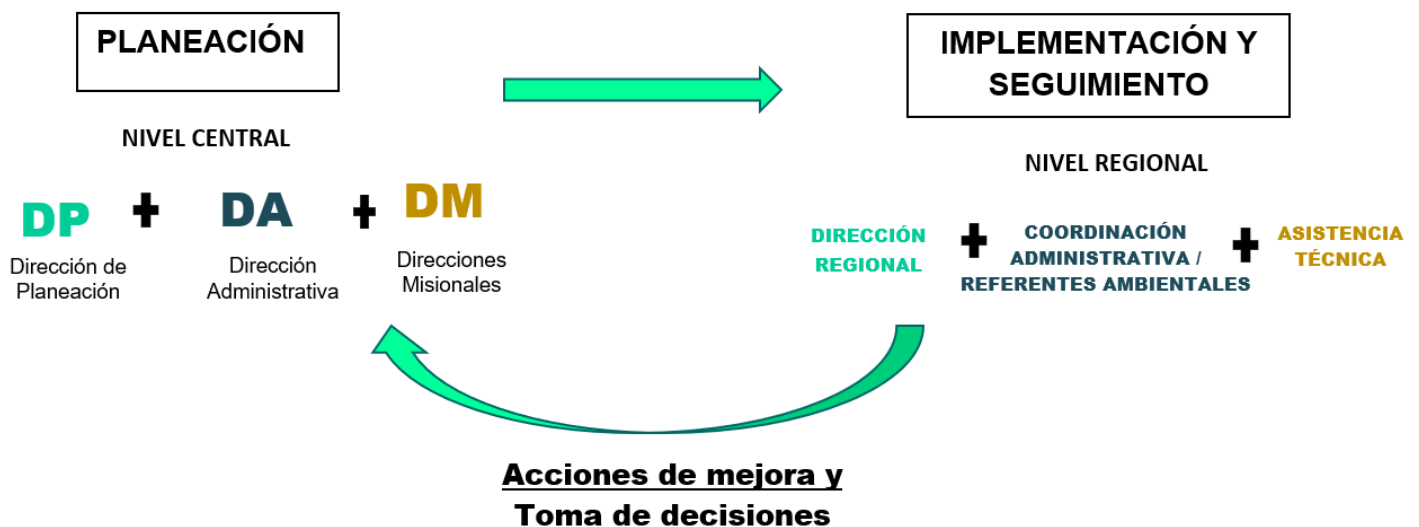 PLANEACIÓN
NIVEL CENTRAL
DP + DA + DM
Dirección de
Planeación
Dirección
Administrativa
Direcciones
Misionales
IMPLEMENTACIÓN Y
SEGUIMIENTO
NIVEL REGIONAL
DIRECCIÓN
REGIONAL
+
COORDINACIÓN
ADMINISTRATIVA /
REFERENTES AMBIENTALES
+
ASISTENCIA
TÉCNICA
Acciones de mejora y
Toma de decisiones